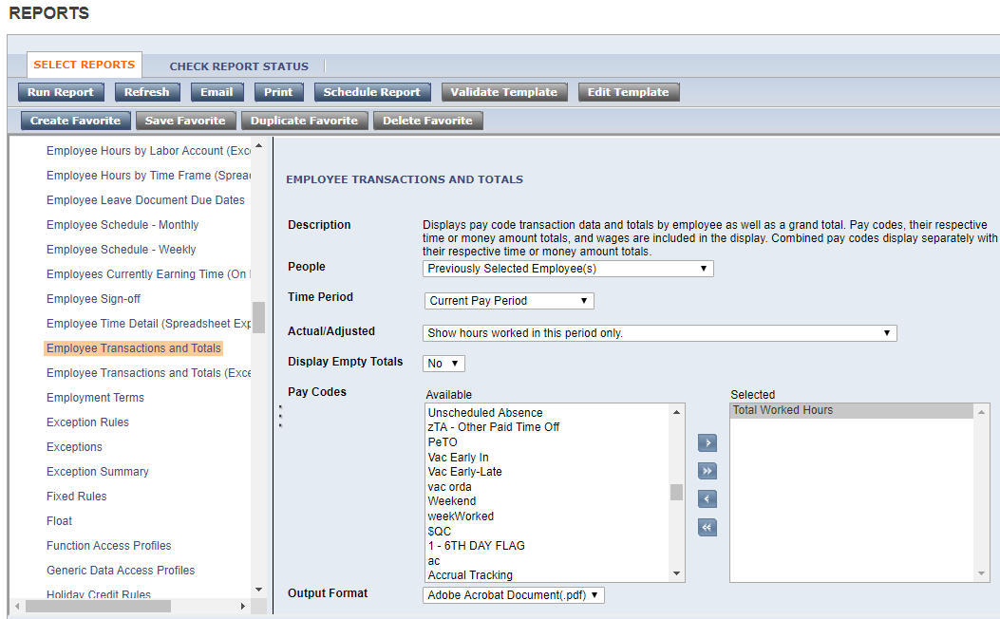 REPORTS
SELECT REPORTS
CHECK REPORT STATUS
Run Report
Refresh
Email
Print
Schedule Report
Validate Template
Edit Template
Create Favorite
Save Favorite
Duplicate Favorite
Delete Favorite
Employee Hours by Labor Account (Exc
Employee Hours by Time Frame (Sprea
Employee Leave Document Due Dates
Employee Schedule - Monthly
Employee Schedule - Weekly
Employees Currently Earning Time (On
Employee Sign-off
Employee Time Detail (Spreadsheet Exp
Employee Transactions and Totals
Employee Transactions and Totals (Exce
Employment Terms
Exception Rules
Exceptions
Exception Summary
Fixed Rules
Float
Function Access Profiles
Generic Data Access Profiles
Holiday Credit Rules
EMPLOYEE TRANSACTIONS AND TOTALS
Description
Displays pay code transaction data and totals by employee as well as a grand total. Pay codes, their respective
time or money amount totals, and wages are included in the display. Combined pay codes display separately with
their respective time or money amount totals.
People
Previously Selected Employee(s)
Time Period
Current Pay Period
Actual/Adjusted
Show hours worked in this period only.
Display Empty Totals
No
Pay Codes
Available
Unscheduled Absence
zTA - Other Paid Time Off
PeTO
Vac Early In
Vac Early-Late
vac orda
Weekend
weekWorked
$QC
1 - 6TH DAY FLAG
ac
Accrual Tracking
Selected
Total Worked Hours
Output Format
Adobe Acrobat Document(.pdf)